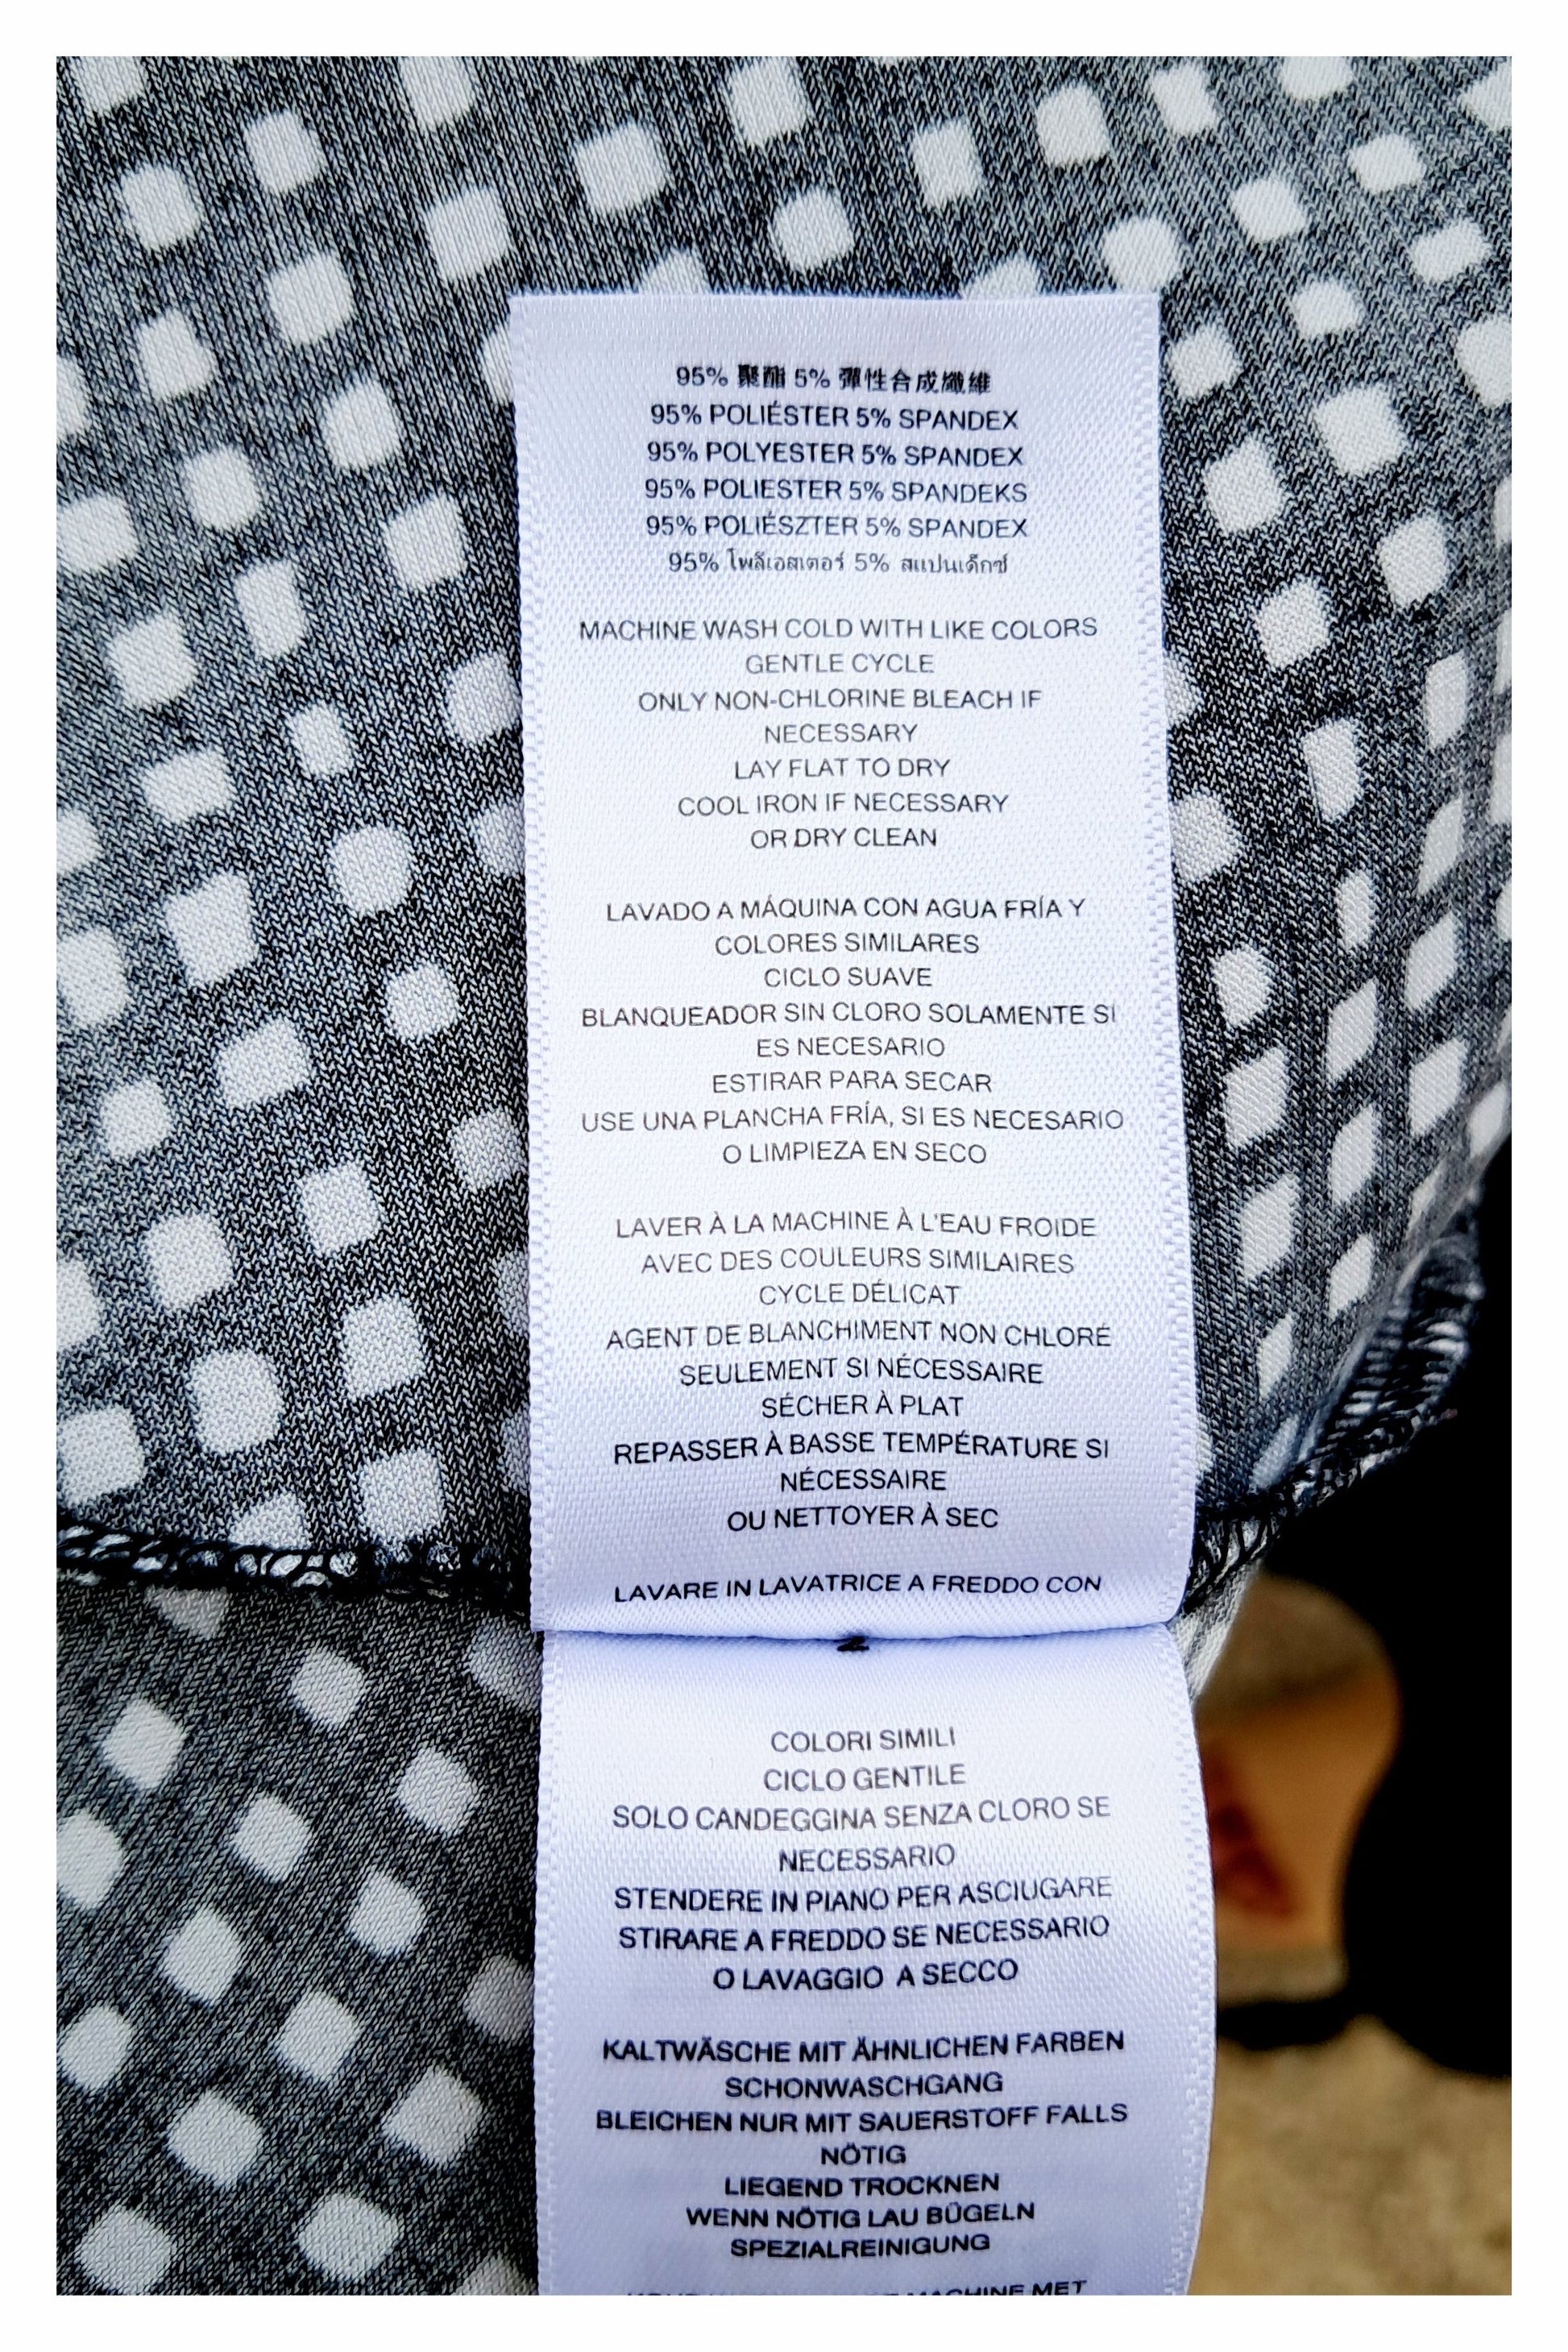 95% 聚酯 5% 彈性合成纖維
95% POLIÉSTER 5% SPANDEX
95% POLYESTER 5% SPANDEX
95% POLIESTER 5% SPANDEKS
95% POLIÉSZTER 5% SPANDEX
95% โพลีเอสเตอร์ 5% สแปนเด็กซ์
MACHINE WASH COLD WITH LIKE COLORS
GENTLE CYCLE
ONLY NON-CHLORINE BLEACH IF
NECESSARY
LAY FLAT TO DRY
COOL IRON IF NECESSARY
OR DRY CLEAN
LAVADO A MÁQUINA CON AGUA FRÍA Y
COLORES SIMILARES
CICLO SUAVE
BLANQUEADOR SIN CLORO SOLAMENTE SI
ES NECESARIO
ESTIRAR PARA SECAR
USE UNA PLANCHA FRÍA, SI ES NECESARIO
O LIMPIEZA EN SECO
LAVER À LA MACHINE À L'EAU FROIDE
AVEC DES COULEURS SIMILAIRES
CYCLE DÉLICAT
AGENT DE BLANCHIMENT NON CHLORÉ
SEULEMENT SI NÉCESSAIRE
SÉCHER À PLAT
REPASSER À BASSE TEMPÉRATURE SI
NÉCESSAIRE
OU NETTOYER À SEC
LAVARE IN LAVATRICE A FREDDO CON
COLORI SIMILI
CICLO GENTILE
SOLO CANDEGGINA SENZA CLORO SE
NECESSARIO
STENDERE IN PIANO PER ASCIUGARE
STIRARE A FREDDO SE NECESSARIO
O LAVAGGIO A SECCO
KALTWÄSCHE MIT ÄHNLICHEN FARBEN
SCHONWASCHGANG
BLEICHEN NUR MIT SAUERSTOFF FALLS
NÖTIG
LIEGEND TROCKNEN
WENN NÖTIG LAU BÜGELN
SPEZIALREINIGUNG
MACHINE MET